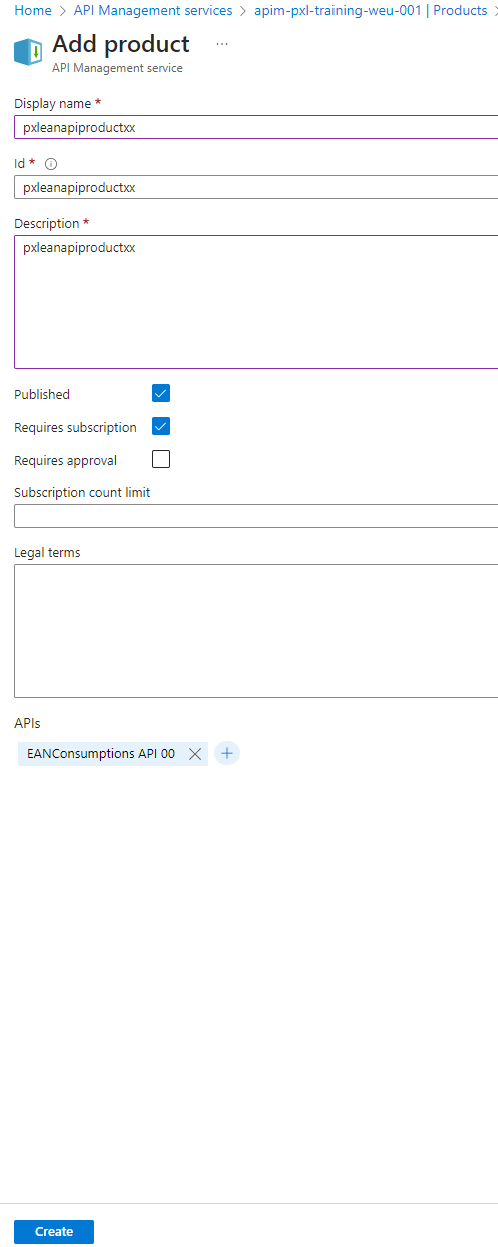 Home > API Management services > apim-pxl-training-weu-001 | Products >
Add product ...
API Management service
Display name *
pxleanapiproductxx
Id *
pxleanapiproductxx
Description *
pxleanapiproductxx
Published
Requires subscription
Requires approval
Subscription count limit
Legal terms
APIs
EANConsumptions API 00
Create